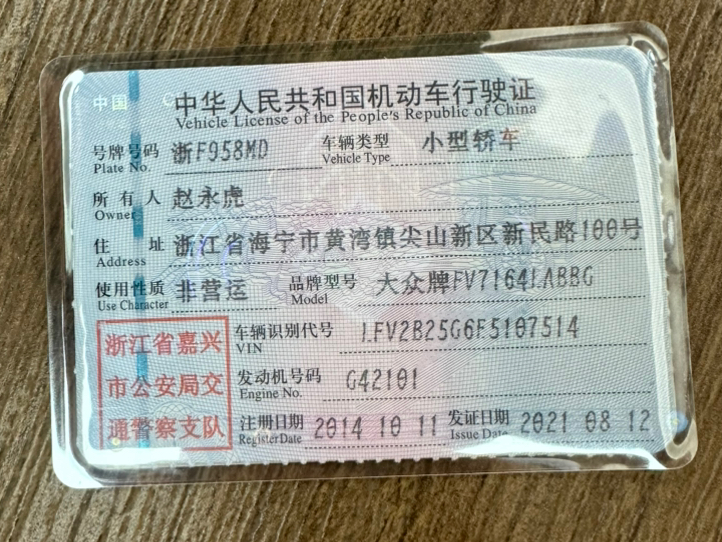 中国
中华人民共和国机动车行驶证
Vehicle License of the People's Republic of China
号牌号码 浙F958MD 车辆类型 小型轿车
Plate No. Vehicle Type
所有人 赵永虎
Owner
住址 浙江省海宁市黄湾镇尖山新区新民路100号
Address
使用性质 非营运 品牌型号 大众牌FV7164LABBG
Use Character Model
浙江省嘉兴
市公安局交
通警察支队
车辆识别代号 LFV2B25G6E5107514
VIN
发动机号码 G42101
Engine No.
注册日期 2014 10 11 发证日期 2021 08 12
Register Date Issue Date